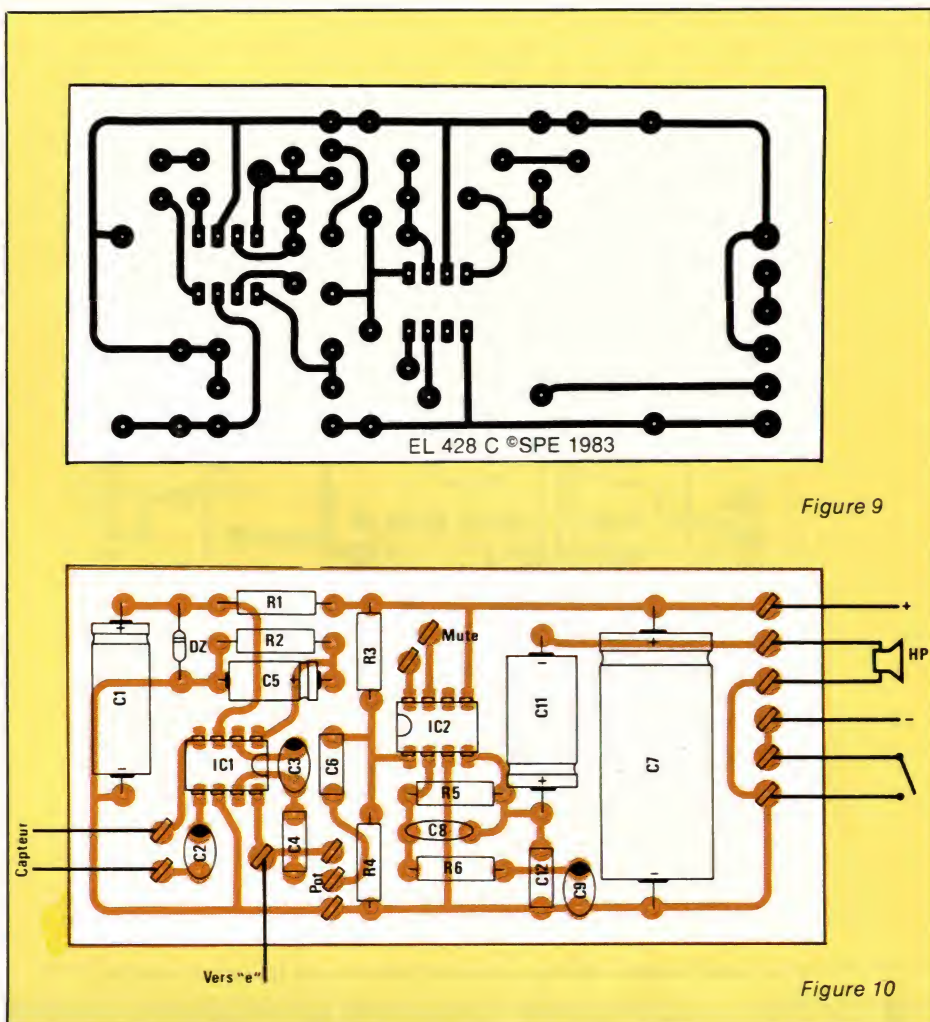 EL 428 C ©SPE 1983
Figure 9
R1
+
DZ
R2
R3
Mute
HP
C1
C5
+
-
C11
C7
IC2
-
IC1
C3
C6
R5
C8
Capteur
C2
C4
Pot
R4
R6
C12
C9
Vers "e"
Figure 10